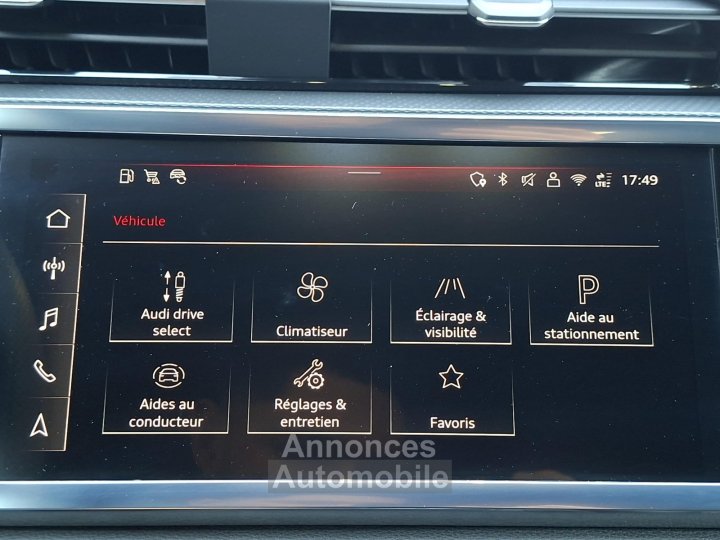 LTE 17:49
Véhicule
Audi drive
select
Climatiseur
Éclairage &
visibilité
P
Aide au
stationnement
Aides au
conducteur
Réglages &
entretien
Favoris
Annonces
Automobile